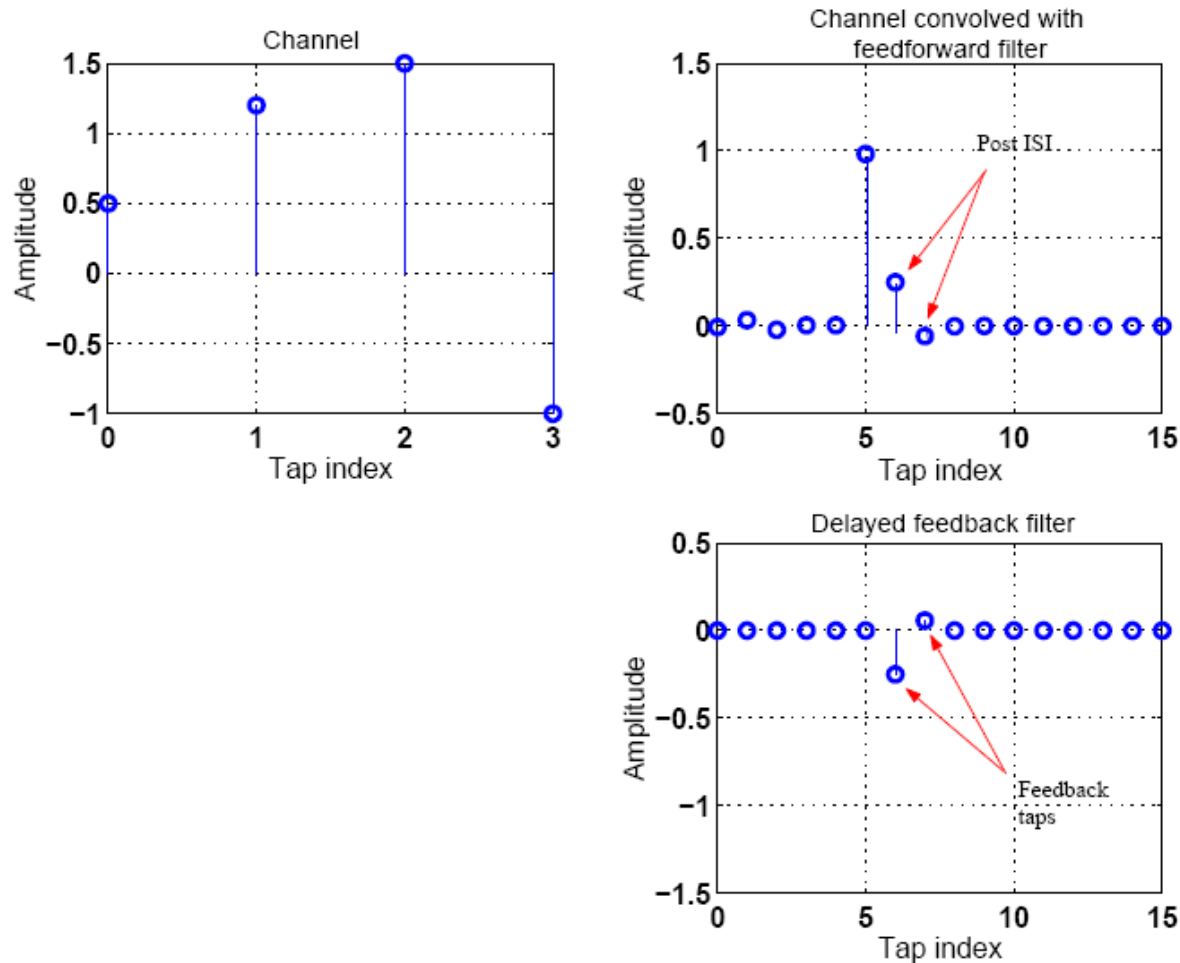 Channel
1.5
1
0.5
0
−0.5
−1
0
1
2
3
Amplitude
Tap index
Channel convolved with
feedforward filter
1.5
1
0.5
0
−0.5
0
5
10
15
Amplitude
Tap index
Post ISI
Delayed feedback filter
0.5
0
−0.5
−1
−1.5
0
5
10
15
Amplitude
Tap index
Feedback
taps